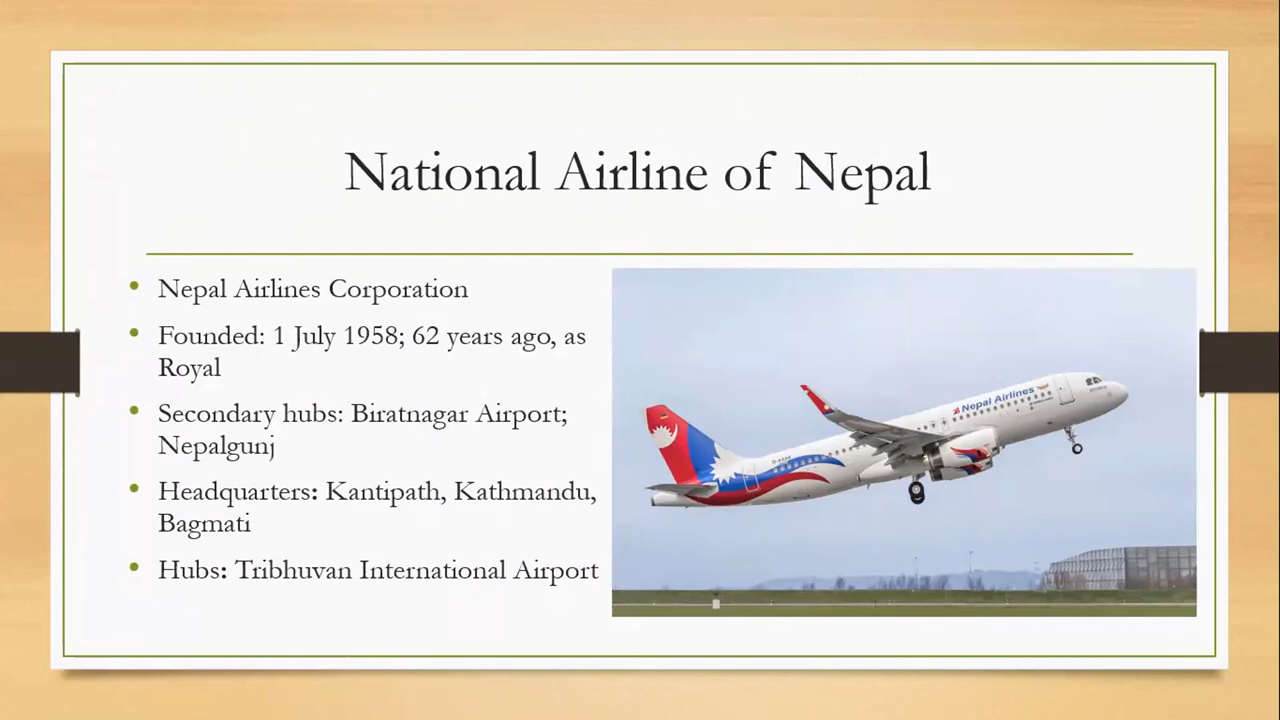 National Airline of Nepal
• Nepal Airlines Corporation
• Founded: 1 July 1958; 62 years ago, as
Royal
• Secondary hubs: Biratnagar Airport;
Nepalgunj
• Headquarters: Kantipath, Kathmandu,
Bagmati
• Hubs: Tribhuvan International Airport
Nepal Airlines